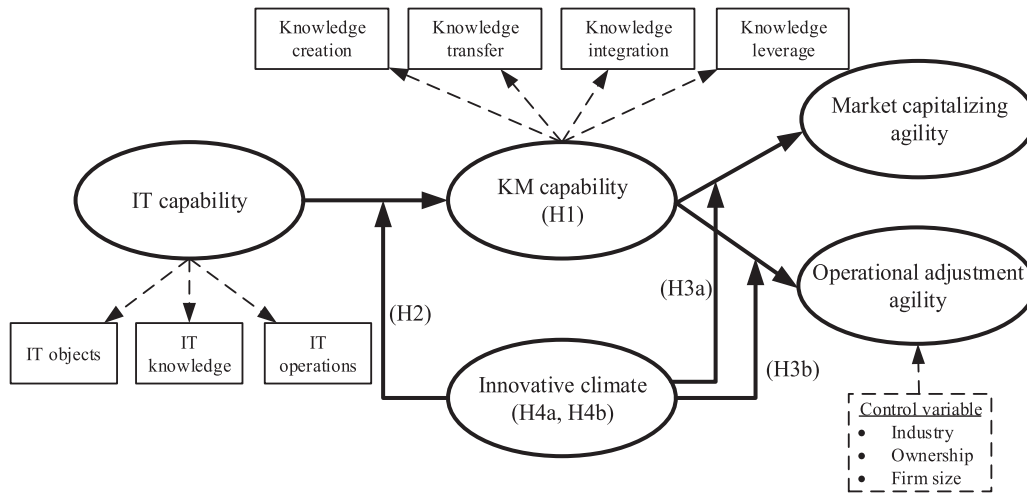 Knowledge
creation
Knowledge
transfer
Knowledge
integration
Knowledge
leverage
Market capitalizing
agility
IT capability
KM capability
(H1)
Operational adjustment
agility
(H3a)
(H2)
IT objects
IT
knowledge
IT
operations
(H3b)
Innovative climate
(H4a, H4b)
Control variable
• Industry
• Ownership
• Firm size